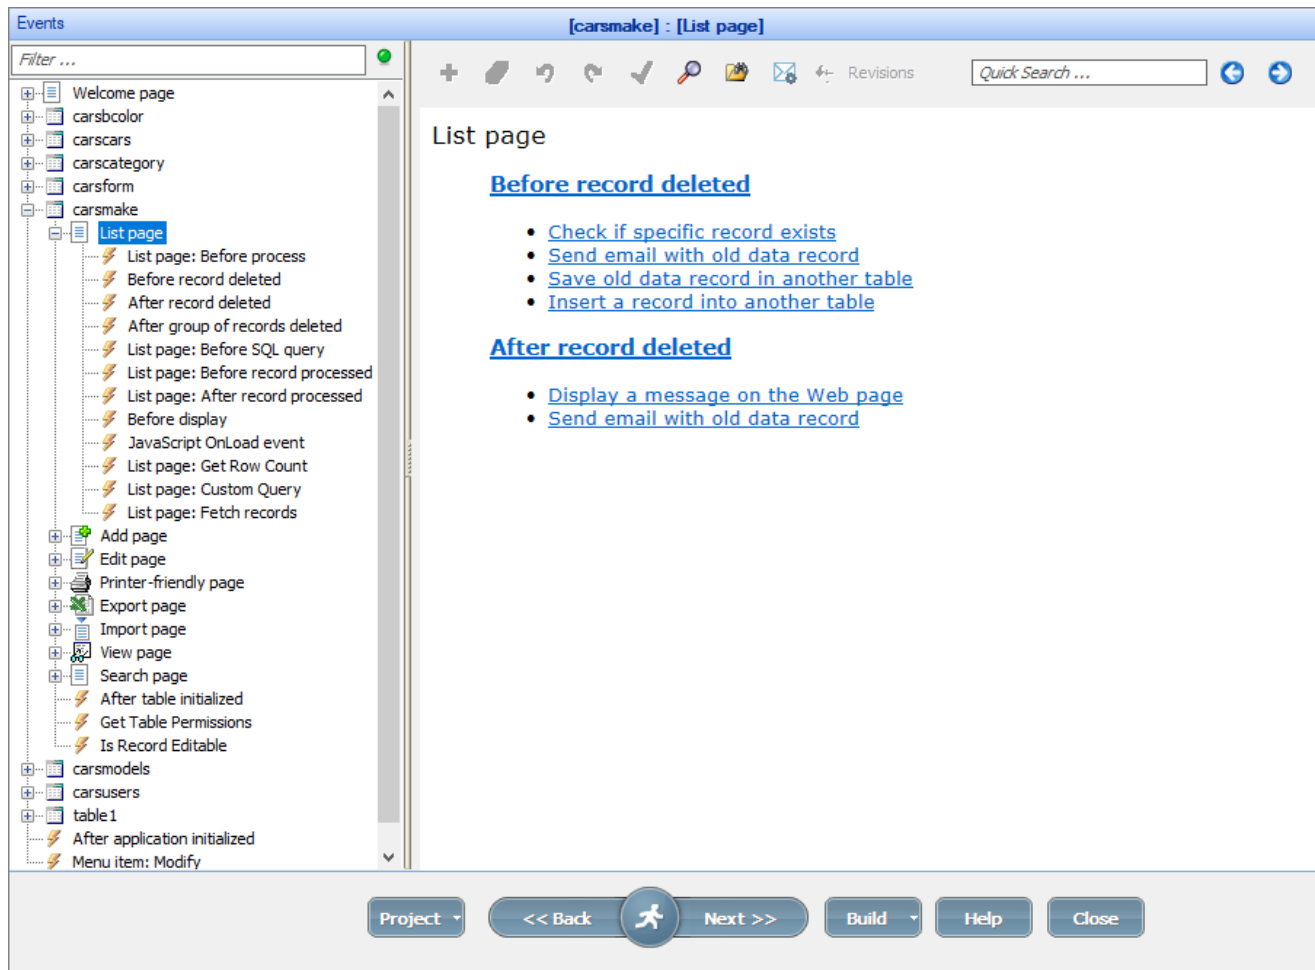 Events
[carsmake] : [List page]
Filter ...
Revisions
Quick Search ...
Welcome page
carsbcolor
carscars
carscategory
carsform
carsmake
List page
List page: Before process
Before record deleted
After record deleted
After group of records deleted
List page: Before SQL query
List page: Before record processed
List page: After record processed
Before display
JavaScript OnLoad event
List page: Get Row Count
List page: Custom Query
List page: Fetch records
Add page
Edit page
Printer-friendly page
Export page
Import page
View page
Search page
After table initialized
Get Table Permissions
Is Record Editable
carsmodels
carsusers
table1
After application initialized
Menu item: Modify
List page
Before record deleted
Check if specific record exists
Send email with old data record
Save old data record in another table
Insert a record into another table
After record deleted
Display a message on the Web page
Send email with old data record
Project
<< Back
Next >>
Build
Help
Close